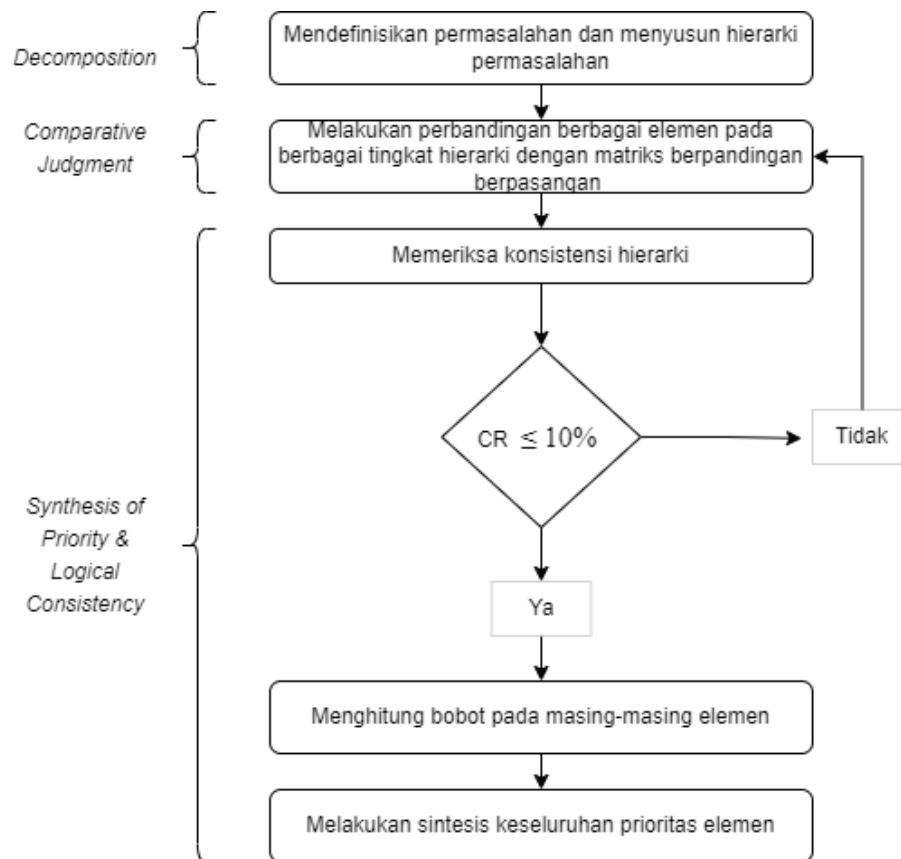 Decomposition
Mendefinisikan permasalahan dan menyusun hierarki
permasalahan
Comparative
Judgment
Melakukan perbandingan berbagai elemen pada
berbagai tingkat hierarki dengan matriks berpandingan
berpasangan
Memeriksa konsistensi hierarki
CR ≤ 10%
Tidak
Synthesis of
Priority &
Logical
Consistency
Ya
Menghitung bobot pada masing-masing elemen
Melakukan sintesis keseluruhan prioritas elemen